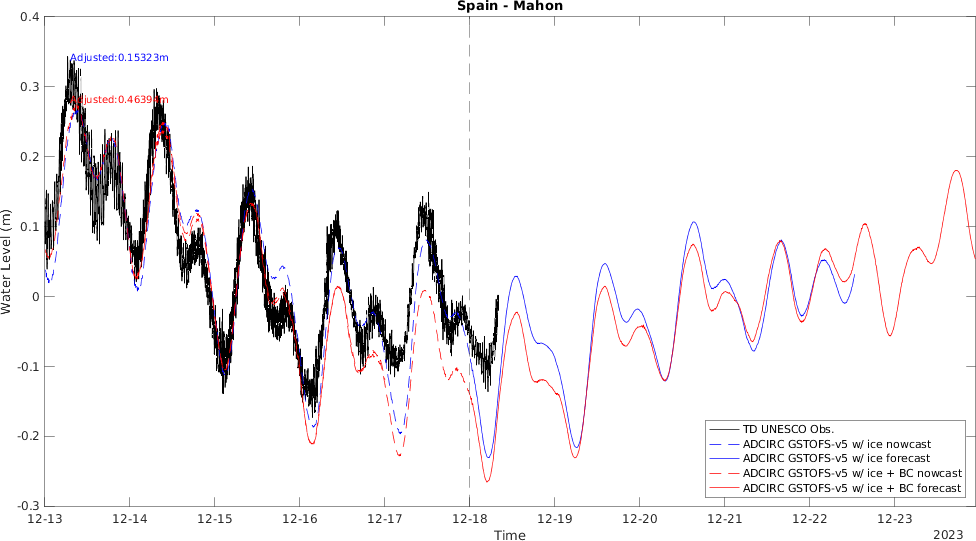 Spain - Mahon
0.4
0.3
0.2
0.1
0
-0.1
-0.2
-0.3
Water Level (m)
Adjusted:0.15323m
12-13
12-14
12-15
12-16
12-17
12-18
12-19
12-20
12-21
12-22
12-23
Time
2023
TD UNESCO Obs.
ADCIRC GSTOFS-v5 w/ ice nowcast
ADCIRC GSTOFS-v5 w/ ice forecast
ADCIRC GSTOFS-v5 w/ ice + BC nowcast
ADCIRC GSTOFS-v5 w/ ice + BC forecast